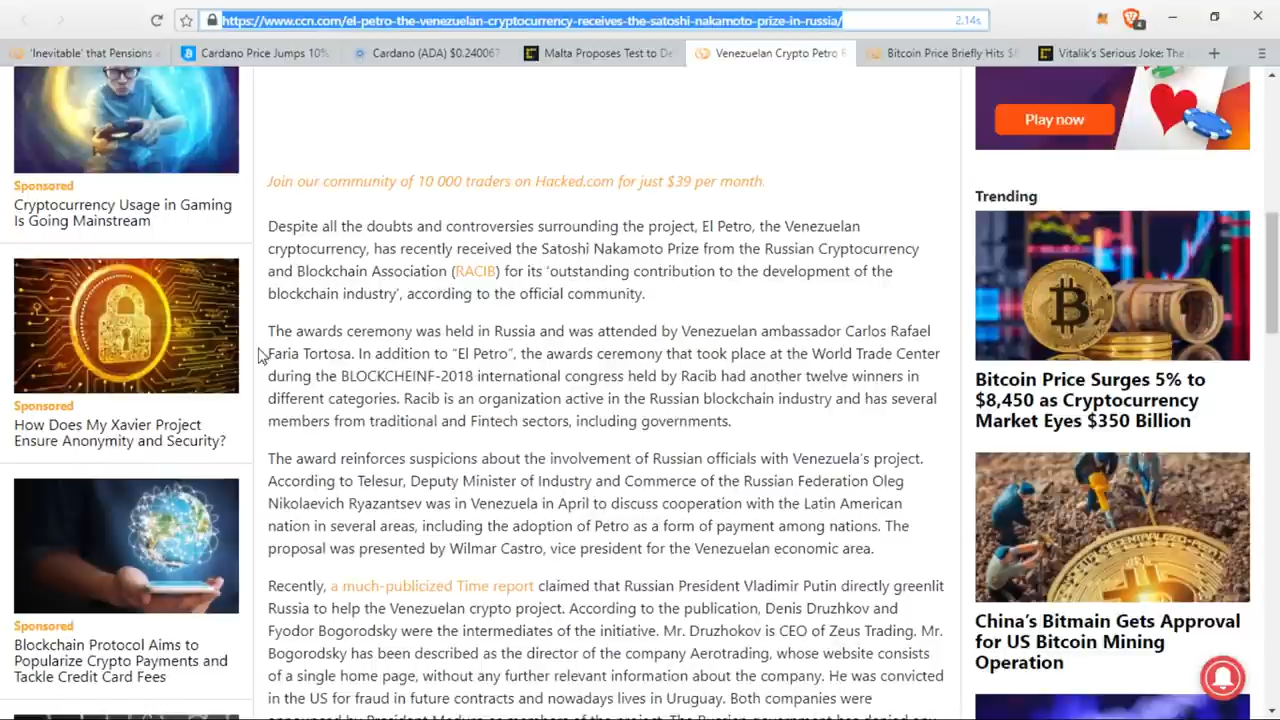 https://www.ccn.com/el-petro-the-venezuelan-cryptocurrency-receives-the-satoshi-nakamoto-prize-in-russia/
2.14s
4
'Inevitable' that Pensions
Cardano Price Jumps 10%
Cardano (ADA) $0.24006
Malta Proposes Test to De
Venezuelan Crypto Petro R
Bitcoin Price Briefly Hits $8
Vitalik's Serious Joke: The
Sponsored
Cryptocurrency Usage in Gaming
Is Going Mainstream
Sponsored
How Does My Xavier Project
Ensure Anonymity and Security?
Sponsored
Blockchain Protocol Aims to
Popularize Crypto Payments and
Tackle Credit Card Fees
Join our community of 10 000 traders on Hacked.com for just $39 per month.
Despite all the doubts and controversies surrounding the project, El Petro, the Venezuelan
cryptocurrency, has recently received the Satoshi Nakamoto Prize from the Russian Cryptocurrency
and Blockchain Association (RACIB) for its 'outstanding contribution to the development of the
blockchain industry', according to the official community.
The awards ceremony was held in Russia and was attended by Venezuelan ambassador Carlos Rafael
Faria Tortosa. In addition to "El Petro", the awards ceremony that took place at the World Trade Center
during the BLOCKCHEINF-2018 international congress held by Racib had another twelve winners in
different categories. Racib is an organization active in the Russian blockchain industry and has several
members from traditional and Fintech sectors, including governments.
The award reinforces suspicions about the involvement of Russian officials with Venezuela's project.
According to Telesur, Deputy Minister of Industry and Commerce of the Russian Federation Oleg
Nikolaevich Ryazantsev was in Venezuela in April to discuss cooperation with the Latin American
nation in several areas, including the adoption of Petro as a form of payment among nations. The
proposal was presented by Wilmar Castro, vice president for the Venezuelan economic area.
Recently, a much-publicized Time report claimed that Russian President Vladimir Putin directly greenlit
Russia to help the Venezuelan crypto project. According to the publication, Denis Druzhkov and
Fyodor Bogorodsky were the intermediates of the initiative. Mr. Druzhokov is CEO of Zeus Trading. Mr.
Bogorodsky has been described as the director of the company Aerotrading, whose website consists
of a single home page, without any further relevant information about the company. He was convicted
in the US for fraud in future contracts and nowadays lives in Uruguay. Both companies were
announced by President Maduro as members of the project. The Russian government has denied any
Play now
Trending
Bitcoin Price Surges 5% to
$8,450 as Cryptocurrency
Market Eyes $350 Billion
China's Bitmain Gets Approval
for US Bitcoin Mining
Operation